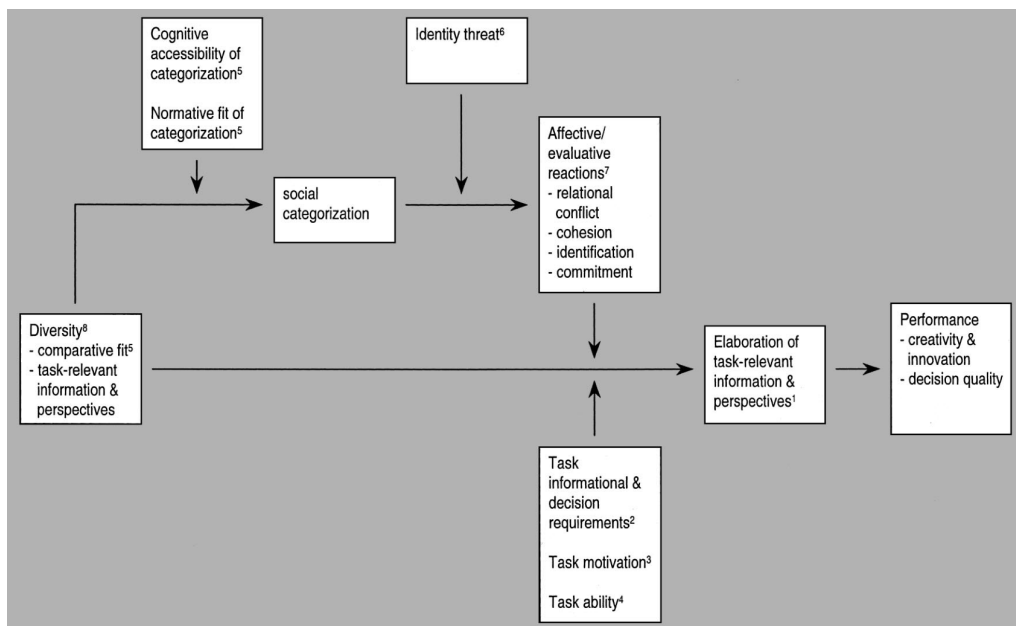 Cognitive
accessibility of
categorization⁵
Normative fit of
categorization⁵
Identity threat⁶
social
categorization
Affective/
evaluative
reactions⁷
- relational
conflict
- cohesion
- identification
- commitment
Diversity⁸
- comparative fit⁵
- task-relevant
information &
perspectives
Elaboration of
task-relevant
information &
perspectives¹
Performance
- creativity &
innovation
- decision quality
Task
informational &
decision
requirements²
Task motivation³
Task ability⁴